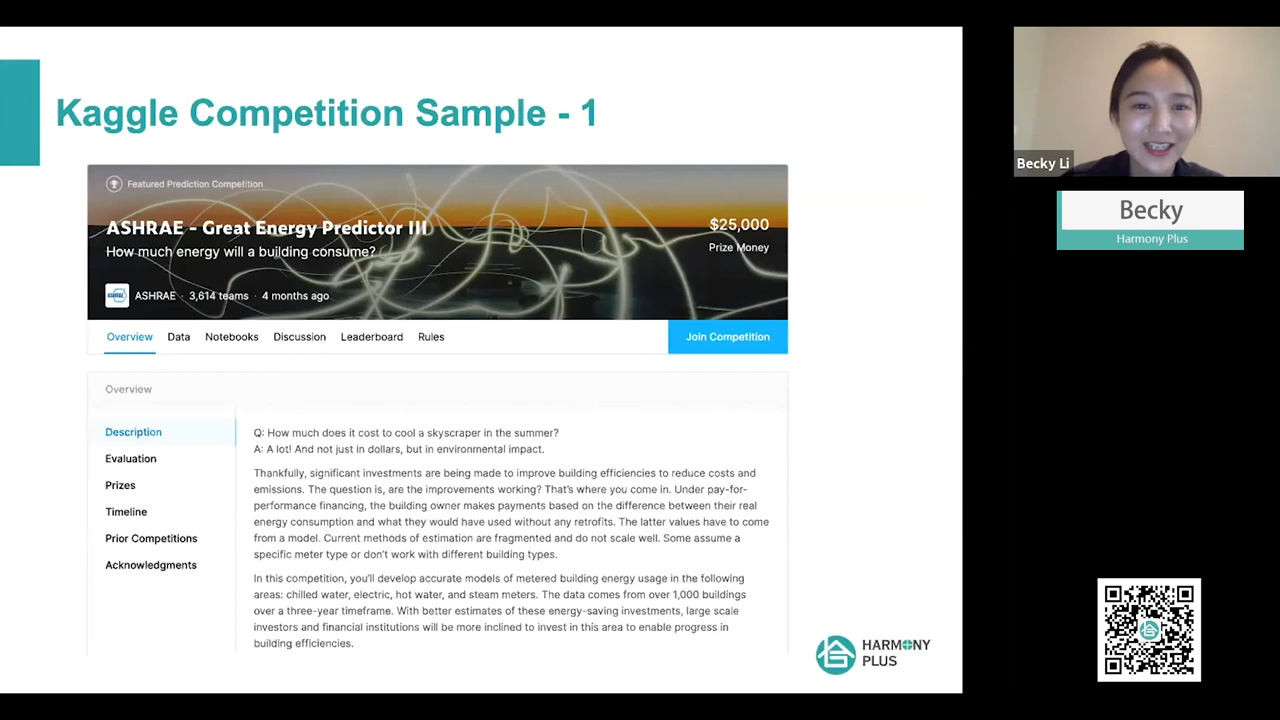 Kaggle Competition Sample - 1
Featured Prediction Competition
ASHRAE - Great Energy Predictor III
How much energy will a building consume?
$25,000
Prize Money
ASHRAE
ASHRAE · 3,614 teams · 4 months ago
Overview Data Notebooks Discussion Leaderboard Rules
Join Competition
Overview
Description
Evaluation
Prizes
Timeline
Prior Competitions
Acknowledgments
Q: How much does it cost to cool a skyscraper in the summer?
A: A lot! And not just in dollars, but in environmental impact.
Thankfully, significant investments are being made to improve building efficiencies to reduce costs and
emissions. The question is, are the improvements working? That's where you come in. Under pay-for-
performance financing, the building owner makes payments based on the difference between their real
energy consumption and what they would have used without any retrofits. The latter values have to come
from a model. Current methods of estimation are fragmented and do not scale well. Some assume a
specific meter type or don't work with different building types.
In this competition, you'll develop accurate models of metered building energy usage in the following
areas: chilled water, electric, hot water, and steam meters. The data comes from over 1,000 buildings
over a three-year timeframe. With better estimates of these energy-saving investments, large scale
investors and financial institutions will be more inclined to invest in this area to enable progress in
building efficiencies.
HARMONY
PLUS
Becky Li
Becky
Harmony Plus